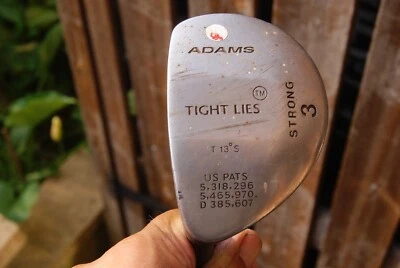 ADAMS
TIGHT LIES TM
STRONG 3
T 13° S
US PATS
5,318,296
5,465,970,
D 385,607